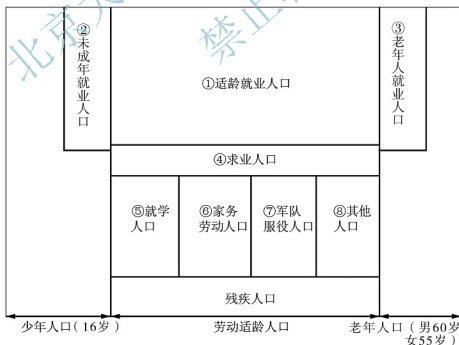 ②未成年就业人口
③老年人就业人口
①适龄就业人口
④求业人口
⑤就学
人口
⑥家务
劳动人口
⑦军队
服役人口
⑧其他
人口
残疾人口
少年人口(16岁)
劳动适龄人口
老年人口(男60岁
女55岁)
北京
禁止